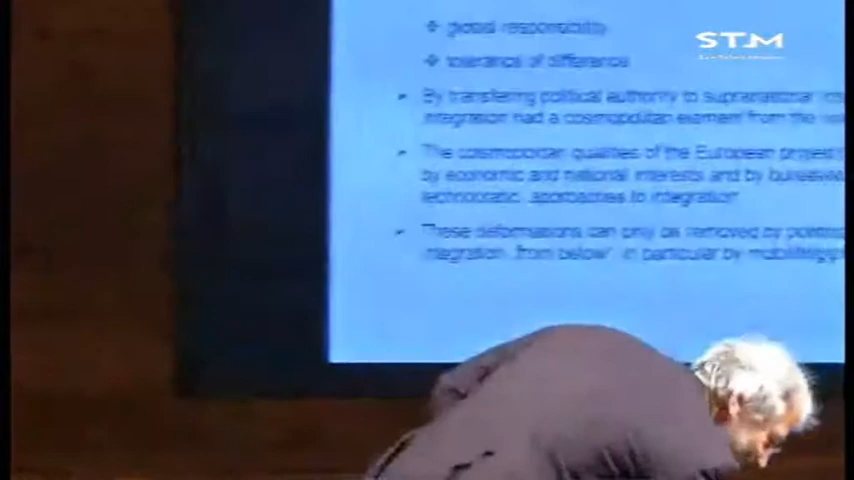 global responsibility
STM
tolerance of difference
By transferring political authority to supranational
integration had a cosmopolitan element from the
The cosmopolitan qualities of the European project
by economic and national interests and by
technocratic approaches to integration
These deformations can only be removed by
integration "from below" in particular by mobilizing